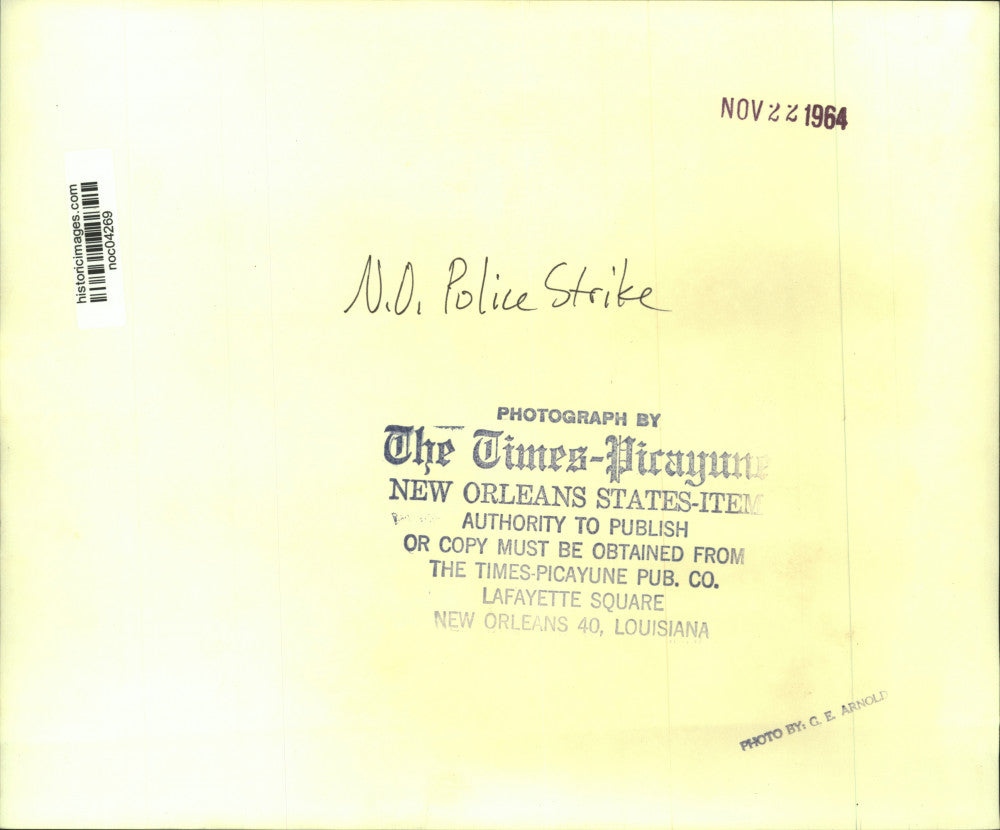 NOV 22 1964
historicimages.com
noc04269
N.O. Police Strike
PHOTOGRAPH BY
The Times-Picayune
NEW ORLEANS STATES-ITEM
AUTHORITY TO PUBLISH
OR COPY MUST BE OBTAINED FROM
THE TIMES-PICAYUNE PUB. CO.
LAFAYETTE SQUARE
NEW ORLEANS 40, LOUISIANA
PHOTO BY: G. E. ARNOLD